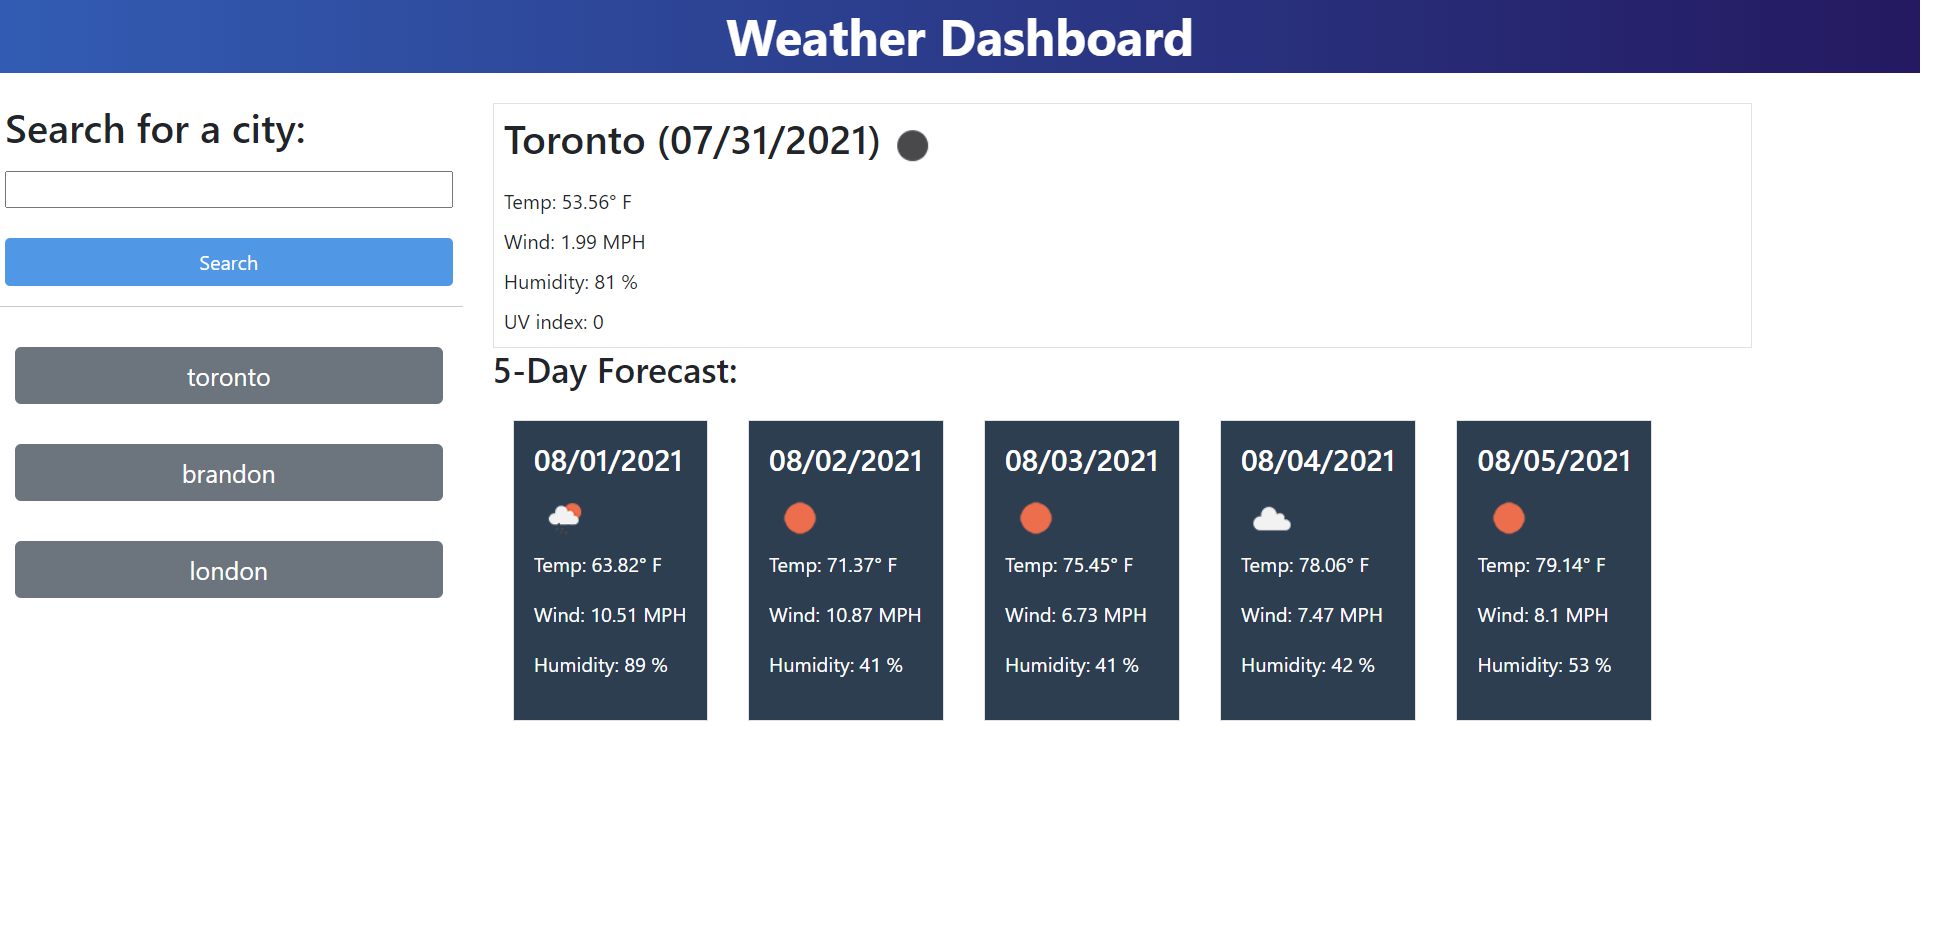 Weather Dashboard
Search for a city:
Search
toronto
brandon
london
Toronto (07/31/2021)
Temp: 53.56° F
Wind: 1.99 MPH
Humidity: 81 %
UV index: 0
5-Day Forecast:
08/01/2021
Temp: 63.82° F
Wind: 10.51 MPH
Humidity: 89 %
08/02/2021
Temp: 71.37° F
Wind: 10.87 MPH
Humidity: 41 %
08/03/2021
Temp: 75.45° F
Wind: 6.73 MPH
Humidity: 41 %
08/04/2021
Temp: 78.06° F
Wind: 7.47 MPH
Humidity: 42 %
08/05/2021
Temp: 79.14° F
Wind: 8.1 MPH
Humidity: 53 %